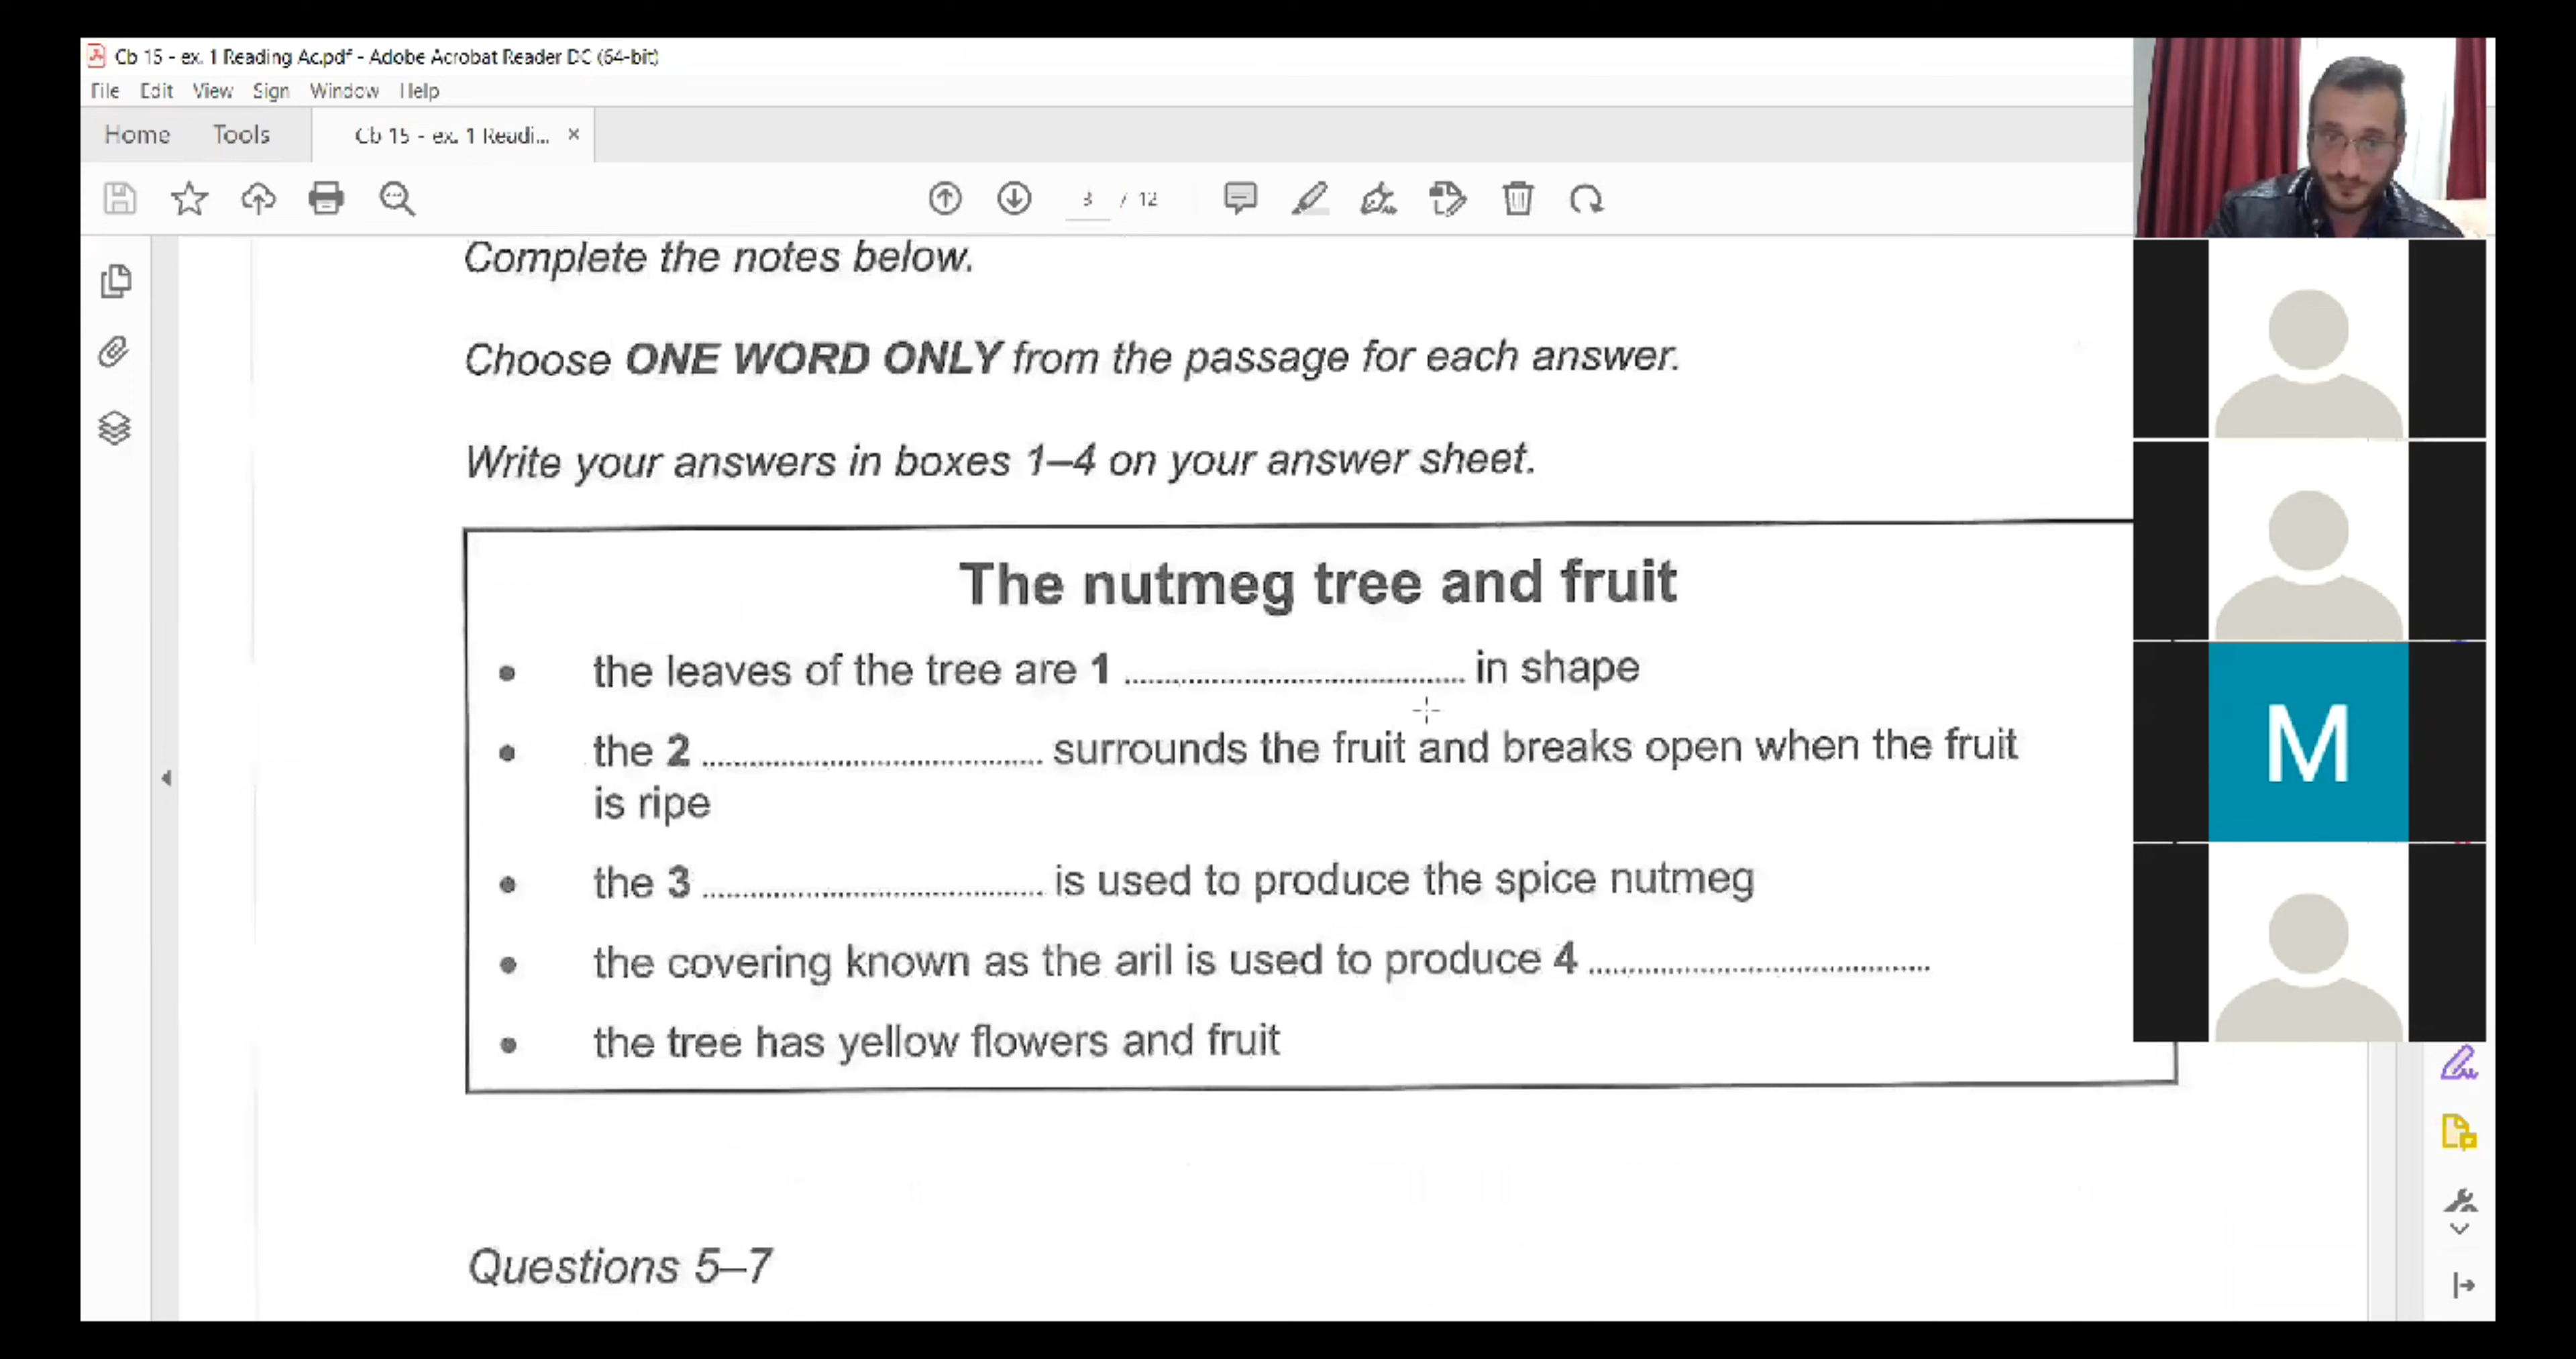 Cb 15 - ex. 1 Reading Ac.pdf - Adobe Acrobat Reader DC (64-bit)
File Edit View Sign Window Help
Home Tools Cb 15 - ex. 1 Readi... ×
3 / 12
Complete the notes below.
Choose ONE WORD ONLY from the passage for each answer.
Write your answers in boxes 1–4 on your answer sheet.
The nutmeg tree and fruit
• the leaves of the tree are 1 .................................... in shape
• the 2 .................................... surrounds the fruit and breaks open when the fruit
is ripe
• the 3 .................................... is used to produce the spice nutmeg
• the covering known as the aril is used to produce 4 ....................................
• the tree has yellow flowers and fruit
Questions 5–7
M